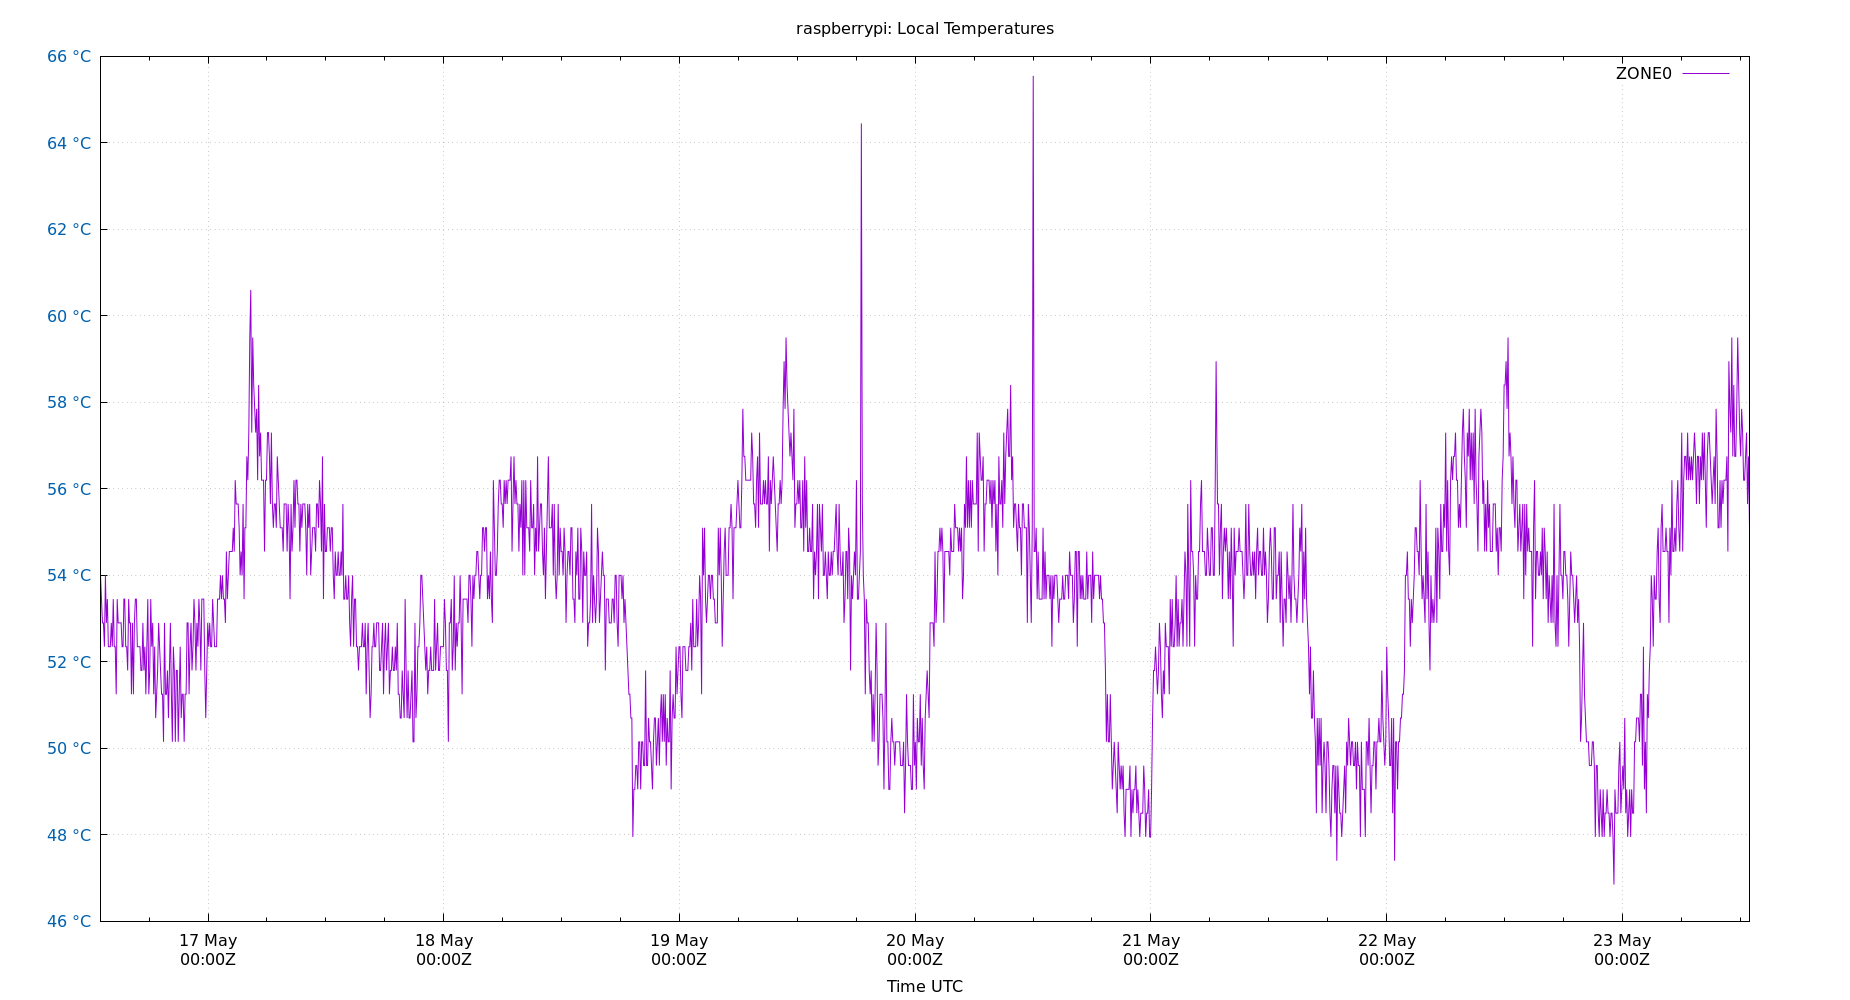 raspberrypi: Local Temperatures
66 °C
ZONE0
64 °C
62 °C
60 °C
58 °C
56 °C
54 °C
52 °C
50 °C
48 °C
46 °C
17 May 18 May 19 May 20 May 21 May 22 May 23 May
00:00Z 00:00Z 00:00Z 00:00Z 00:00Z 00:00Z 00:00Z
Time UTC